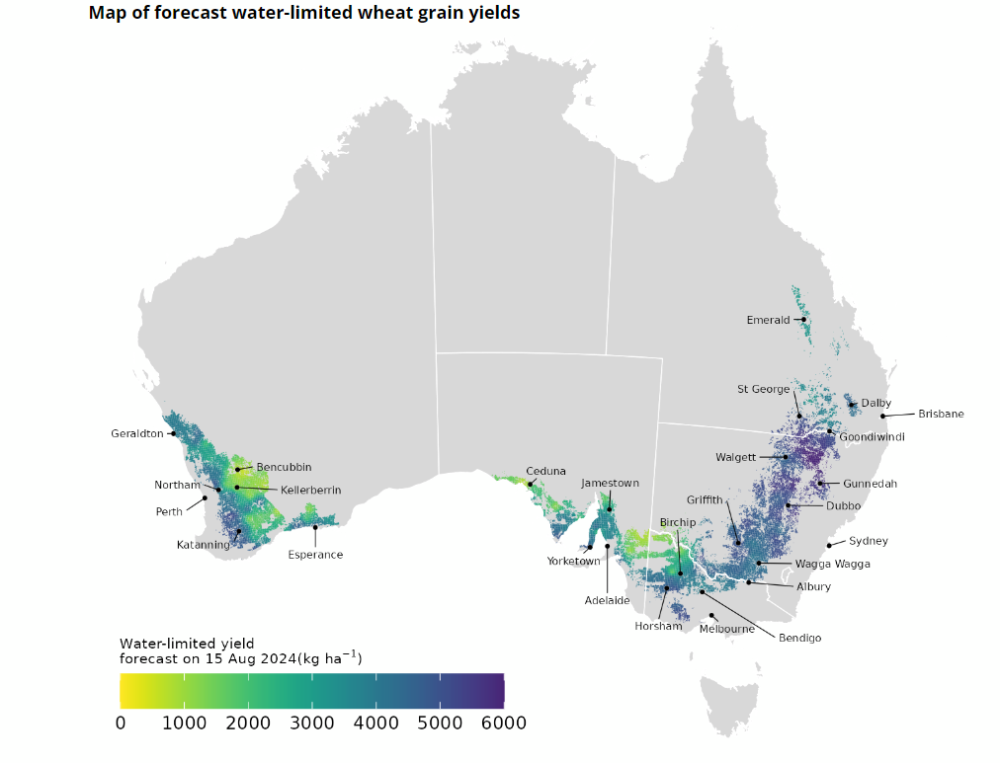 Map of forecast water-limited wheat grain yields
Emerald
St George
Dalby
Brisbane
Goondiwindi
Geraldton
Walgett
Bencubbin
Ceduna
Jamestown
Northam
Kellerberrin
Gunnedah
Griffith
Perth
Dubbo
Birchip
Katanning
Sydney
Esperance
Yorketown
Wagga Wagga
Albury
Adelaide
Horsham
Melbourne
Bendigo
Water-limited yield
forecast on 15 Aug 2024(kg ha⁻¹)
0 1000 2000 3000 4000 5000 6000